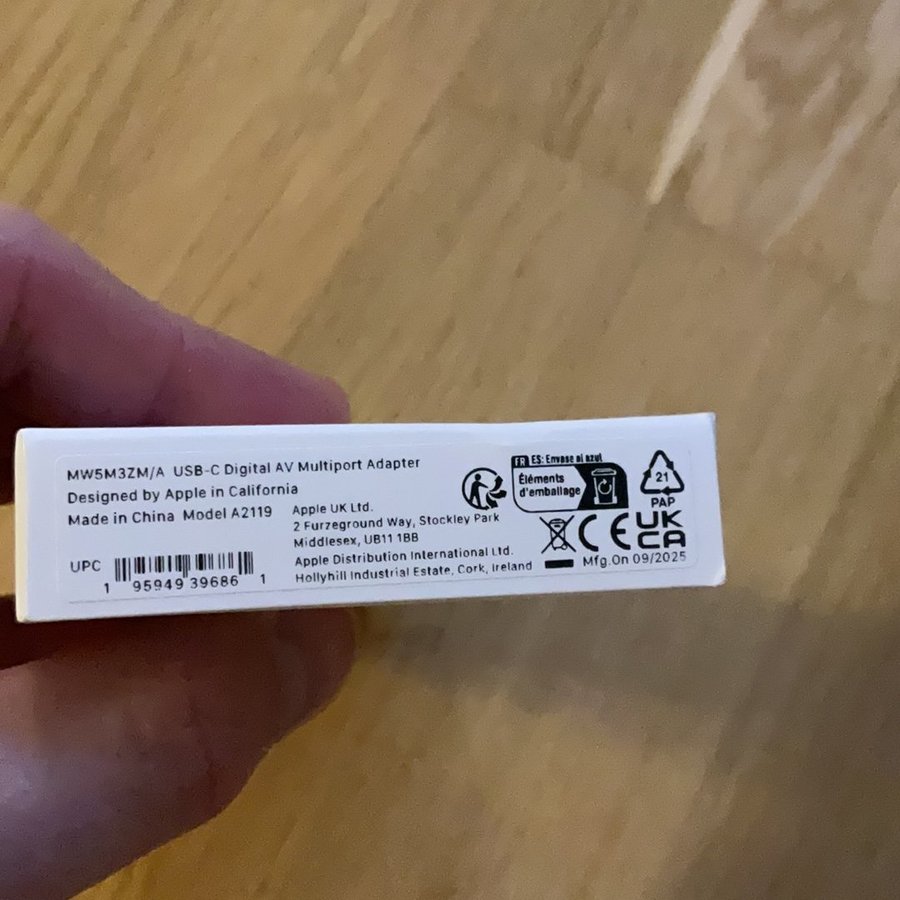 MW5M3ZM/A USB-C Digital AV Multiport Adapter
Designed by Apple in California
Made in China Model A2119
UPC
1 95949 39686 1
Apple UK Ltd.
2 Furzeground Way, Stockley Park
Middlesex, UB11 1BB
Apple Distribution International Ltd.
Hollyhill Industrial Estate, Cork, Ireland
FR ES: Envase al azul
Éléments
d'emballage
21
PAP
CE
UK
CA
Mfg.On 09/2025